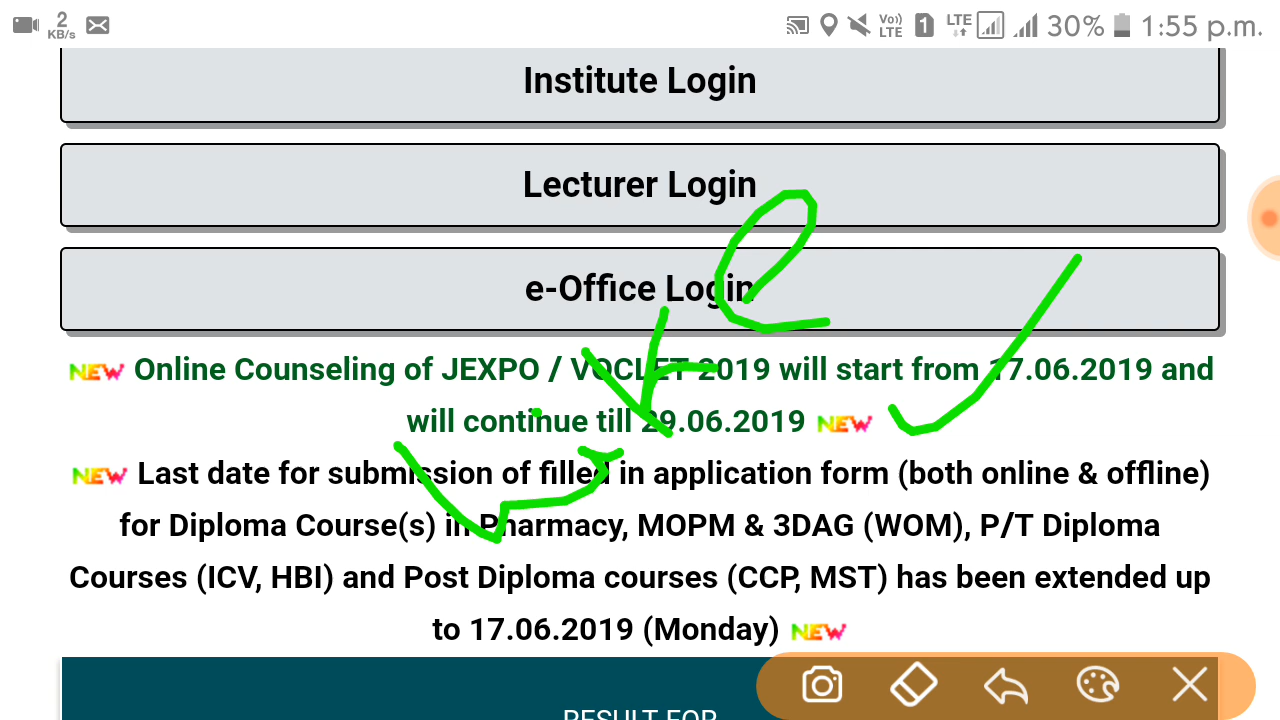 2 KB/s Vo)) LTE 1 LTE 30% 1:55 p.m.
Institute Login
Lecturer Login
e-Office Login
NEW Online Counseling of JEXPO / VOCLET 2019 will start from 17.06.2019 and
will continue till 29.06.2019 NEW
NEW Last date for submission of filled in application form (both online & offline)
for Diploma Course(s) in Pharmacy, MOPM & 3DAG (WOM), P/T Diploma
Courses (ICV, HBI) and Post Diploma courses (CCP, MST) has been extended up
to 17.06.2019 (Monday) NEW
RESULT FOR